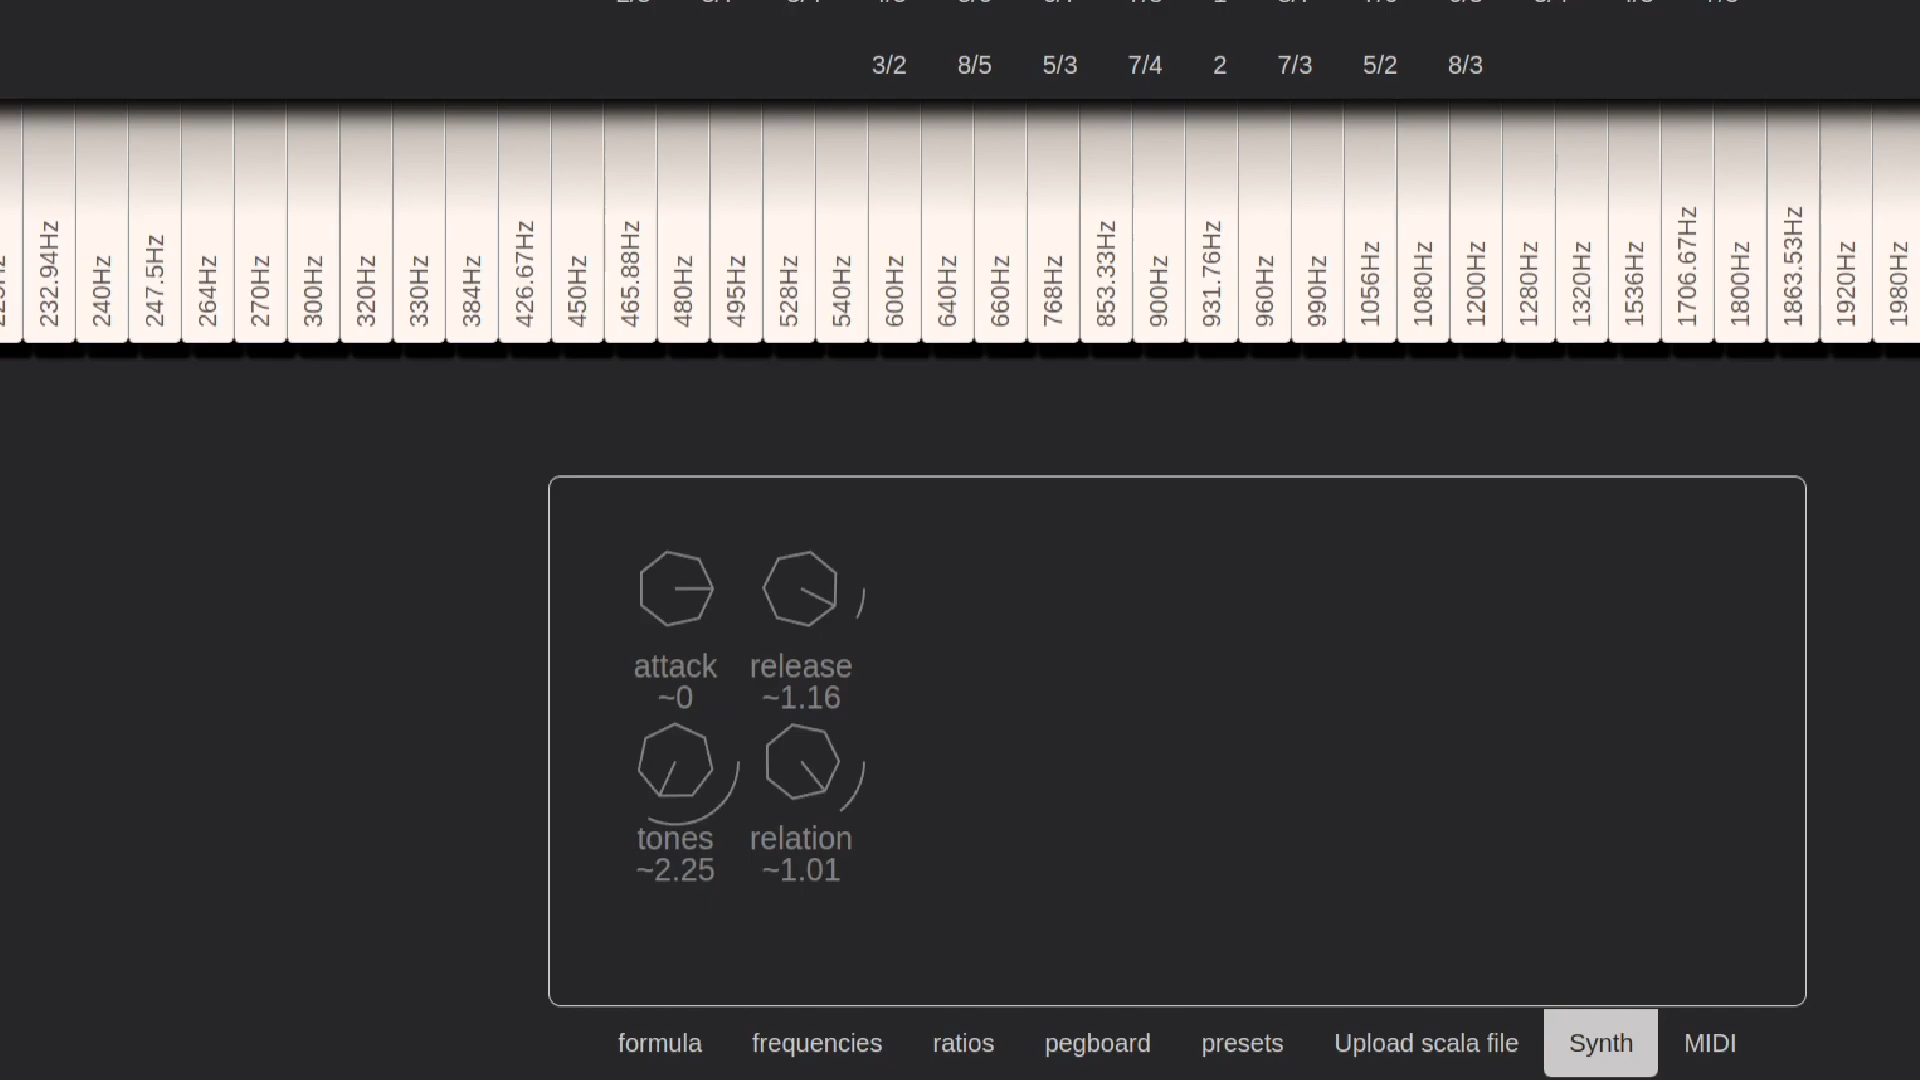 3/2 8/5 5/3 7/4 2 7/3 5/2 8/3
232.94Hz 240Hz 247.5Hz 264Hz 270Hz 300Hz 320Hz 330Hz 384Hz 426.67Hz 450Hz 465.88Hz 480Hz 495Hz 528Hz 540Hz 600Hz 640Hz 660Hz 768Hz 853.33Hz 900Hz 931.76Hz 960Hz 990Hz 1056Hz 1080Hz 1200Hz 1280Hz 1320Hz 1536Hz 1706.67Hz 1800Hz 1863.53Hz 1920Hz 1980Hz
attack release
~0 ~1.16
tones relation
~2.25 ~1.01
formula frequencies ratios pegboard presets Upload scala file Synth MIDI